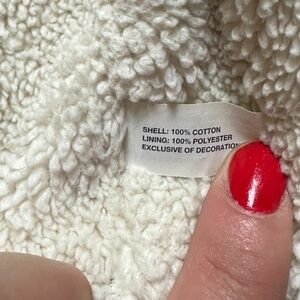 SHELL: 100% COTTON
LINING: 100% POLYESTER
EXCLUSIVE OF DECORATION